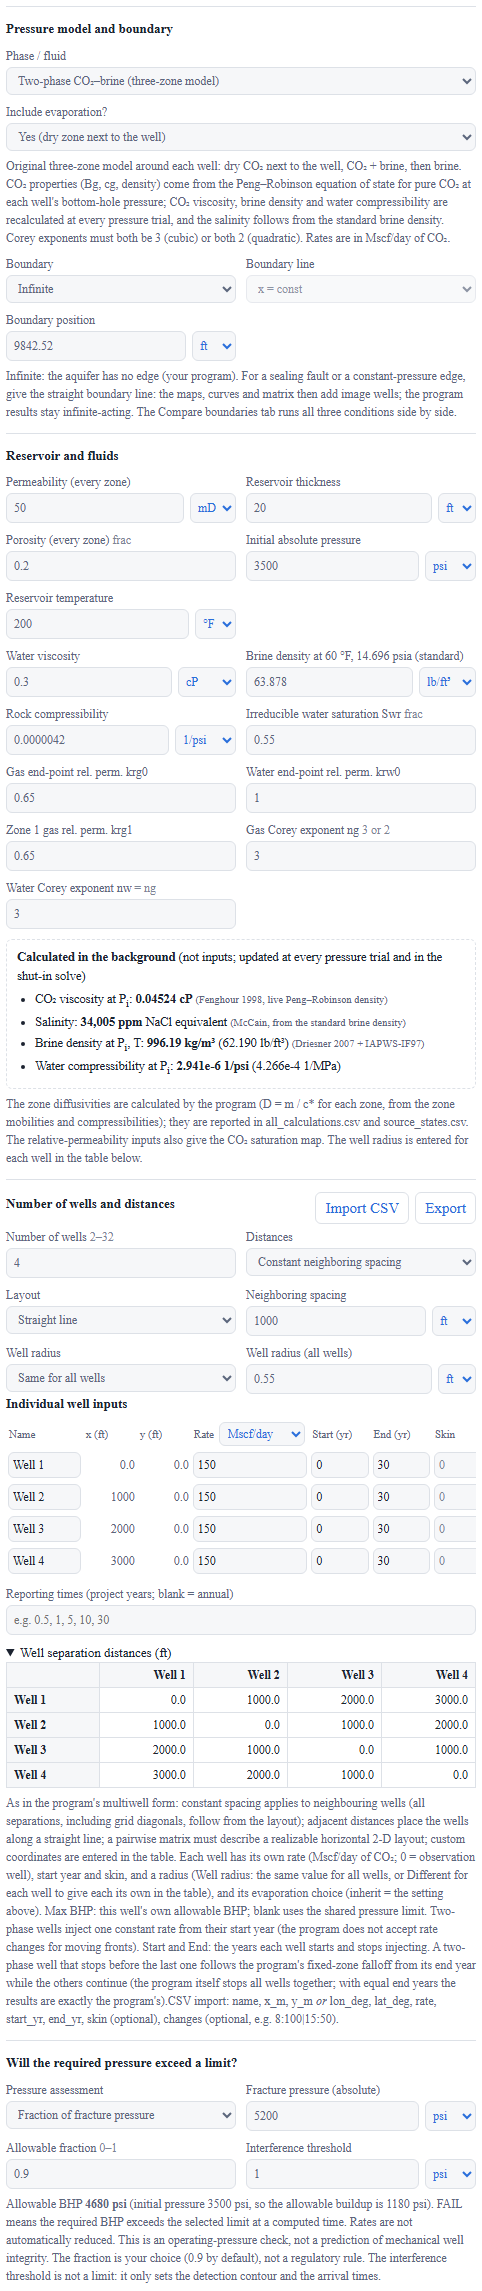 Pressure model and boundary
Phase / fluid
Two-phase CO₂–brine (three-zone model)
Include evaporation?
Yes (dry zone next to the well)
Original three-zone model around each well: dry CO₂ next to the well, CO₂ + brine, then brine.
CO₂ properties (Bg, cg, density) come from the Peng–Robinson equation of state for pure CO₂ at
each well's bottom-hole pressure; CO₂ viscosity, brine density and water compressibility are
recalculated at every pressure trial, and the salinity follows from the standard brine density.
Corey exponents must both be 3 (cubic) or both 2 (quadratic). Rates are in Mscf/day of CO₂.
Boundary Boundary line
Infinite x = const
Boundary position
9842.52 ft
Infinite: the aquifer has no edge (your program). For a sealing fault or a constant-pressure edge,
give the straight boundary line: the maps, curves and matrix then add image wells; the program
results stay infinite-acting. The Compare boundaries tab runs all three conditions side by side.
Reservoir and fluids
Permeability (every zone) Reservoir thickness
50 mD 20 ft
Porosity (every zone) frac Initial absolute pressure
0.2 3500 psi
Reservoir temperature
200 °F
Water viscosity Brine density at 60 °F, 14.696 psia (standard)
0.3 cP 63.878 lb/ft³
Rock compressibility Irreducible water saturation Swr frac
0.0000042 1/psi 0.55
Gas end-point rel. perm. krg0 Water end-point rel. perm. krw0
0.65 1
Zone 1 gas rel. perm. krg1 Gas Corey exponent ng 3 or 2
0.65 3
Water Corey exponent nw = ng
3
Calculated in the background (not inputs; updated at every pressure trial and in the
shut-in solve)
• CO₂ viscosity at Pi: 0.04524 cP (Fenghour 1998, live Peng–Robinson density)
• Salinity: 34,005 ppm NaCl equivalent (McCain, from the standard brine density)
• Brine density at Pi, T: 996.19 kg/m³ (62.190 lb/ft³) (Driesner 2007 + IAPWS-IF97)
• Water compressibility at Pi: 2.941e-6 1/psi (4.266e-4 1/MPa)
The zone diffusivities are calculated by the program (D = m / c* for each zone, from the zone
mobilities and compressibilities); they are reported in all_calculations.csv and source_states.csv.
The relative-permeability inputs also give the CO₂ saturation map. The well radius is entered for
each well in the table below.
Number of wells and distances Import CSV Export
Number of wells 2–32 Distances
4 Constant neighboring spacing
Layout Neighboring spacing
Straight line 1000 ft
Well radius Well radius (all wells)
Same for all wells 0.55 ft
Individual well inputs
Name x (ft) y (ft) Rate Mscf/day Start (yr) End (yr) Skin
Well 1 0.0 0.0 150 0 30 0
Well 2 1000 0.0 150 0 30 0
Well 3 2000 0.0 150 0 30 0
Well 4 3000 0.0 150 0 30 0
Reporting times (project years; blank = annual)
e.g. 0.5, 1, 5, 10, 30
▼ Well separation distances (ft)
Well 1 Well 2 Well 3 Well 4
Well 1 0.0 1000.0 2000.0 3000.0
Well 2 1000.0 0.0 1000.0 2000.0
Well 3 2000.0 1000.0 0.0 1000.0
Well 4 3000.0 2000.0 1000.0 0.0
As in the program's multiwell form: constant spacing applies to neighbouring wells (all
separations, including grid diagonals, follow from the layout); adjacent distances place the wells
along a straight line; a pairwise matrix must describe a realizable horizontal 2-D layout; custom
coordinates are entered in the table. Each well has its own rate (Mscf/day of CO₂; 0 = observation
well), start year and skin, and a radius (Well radius: the same value for all wells, or Different for
each well to give each its own in the table), and its evaporation choice (inherit = the setting
above). Max BHP: this well's own allowable BHP; blank uses the shared pressure limit. Two-
phase wells inject one constant rate from their start year (the program does not accept rate
changes for moving fronts). Start and End: the years each well starts and stops injecting. A two-
phase well that stops before the last one follows the program's fixed-zone falloff from its end year
while the others continue (the program itself stops all wells together; with equal end years the
results are exactly the program's).CSV import: name, x_m, y_m or lon_deg, lat_deg, rate,
start_yr, end_yr, skin (optional), changes (optional, e.g. 8:100|15:50).
Will the required pressure exceed a limit?
Pressure assessment Fracture pressure (absolute)
Fraction of fracture pressure 5200 psi
Allowable fraction 0–1 Interference threshold
0.9 1 psi
Allowable BHP 4680 psi (initial pressure 3500 psi, so the allowable buildup is 1180 psi). FAIL
means the required BHP exceeds the selected limit at a computed time. Rates are not
automatically reduced. This is an operating-pressure check, not a prediction of mechanical well
integrity. The fraction is your choice (0.9 by default), not a regulatory rule. The interference
threshold is not a limit: it only sets the detection contour and the arrival times.